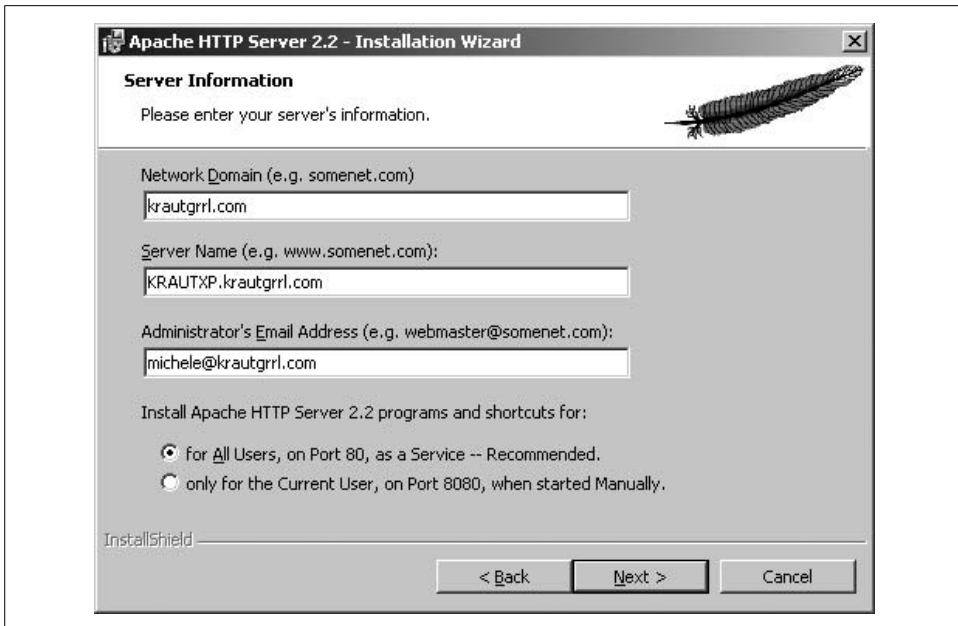 Apache HTTP Server 2.2 - Installation Wizard
Server Information
Please enter your server's information.
Network Domain (e.g. somenet.com)
krautgrrl.com
Server Name (e.g. www.somenet.com):
KRAUTXP.krautgrrl.com
Administrator's Email Address (e.g. webmaster@somenet.com):
michele@krautgrrl.com
Install Apache HTTP Server 2.2 programs and shortcuts for:
for All Users, on Port 80, as a Service -- Recommended.
only for the Current User, on Port 8080, when started Manually.
InstallShield
< Back Next > Cancel